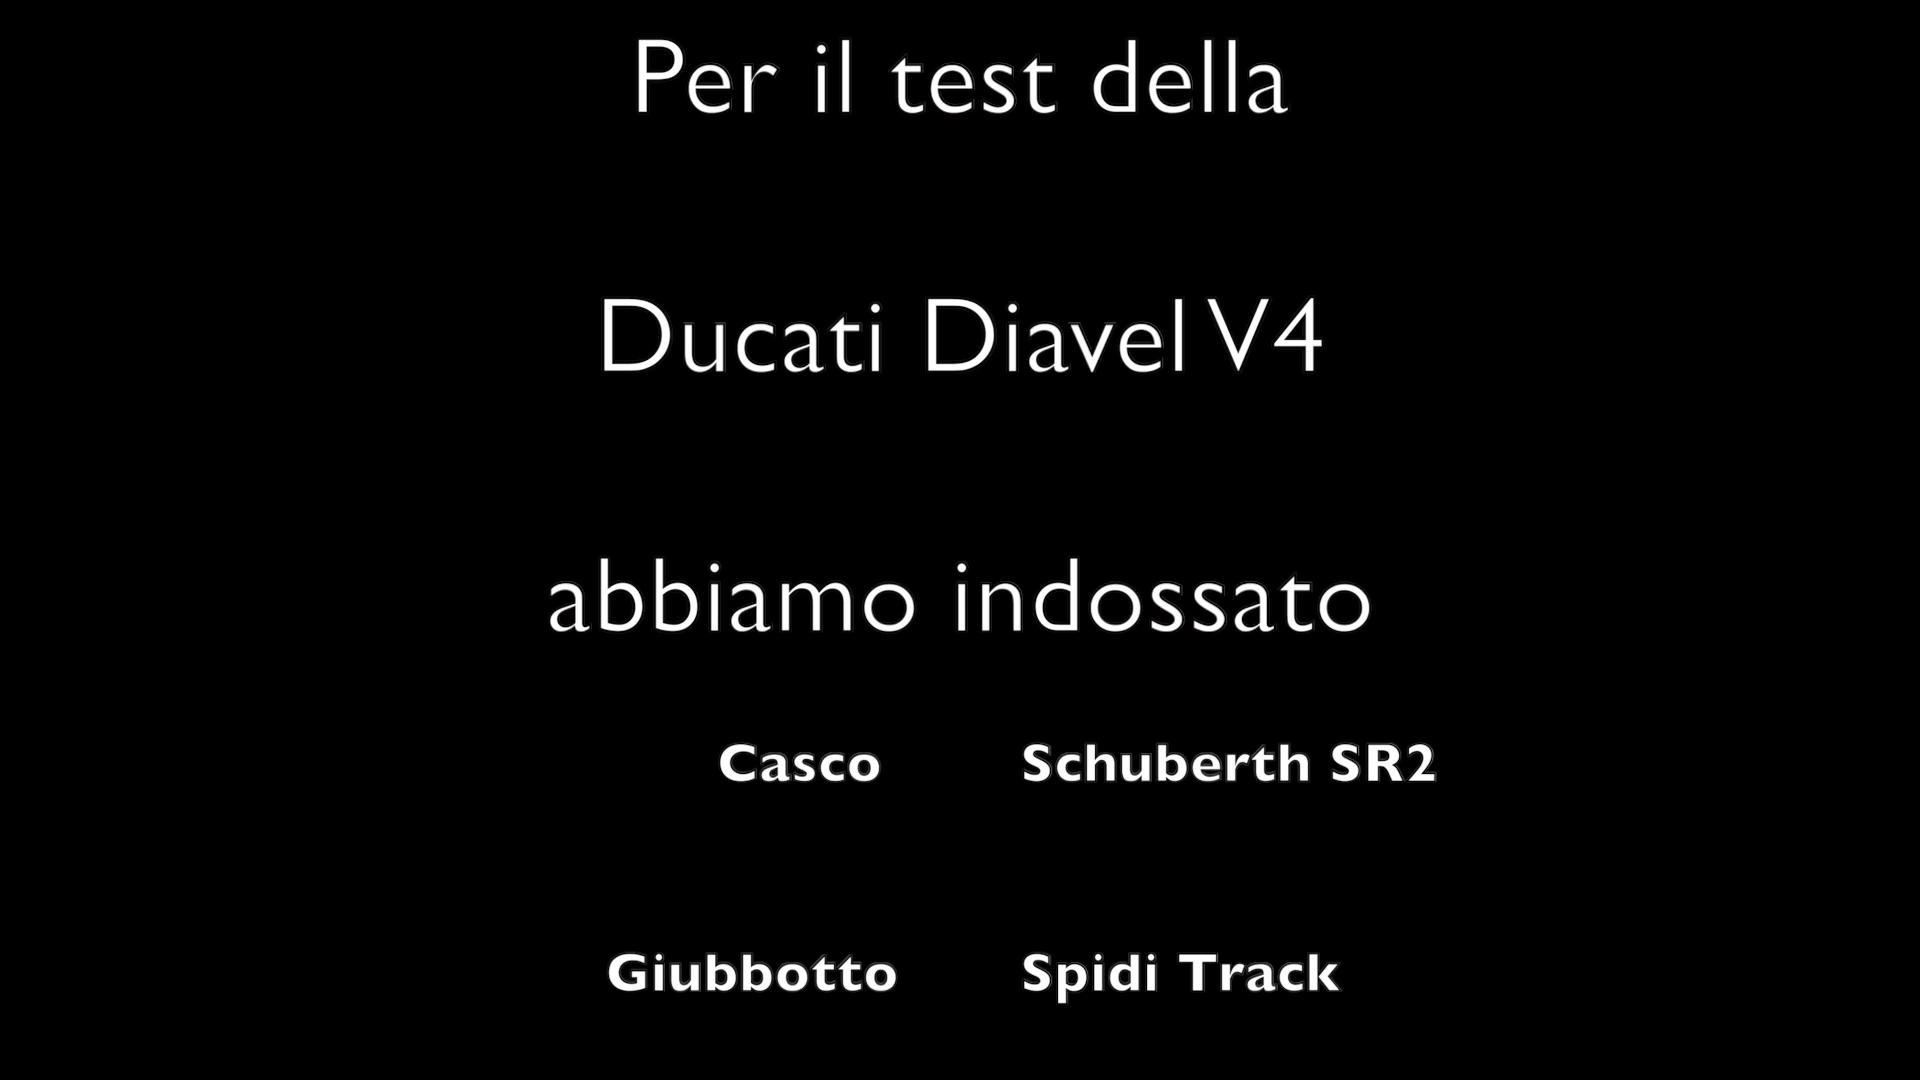 Per il test della
Ducati Diavel V4
abbiamo indossato
Casco Schuberth SR2
Giubbotto Spidi Track